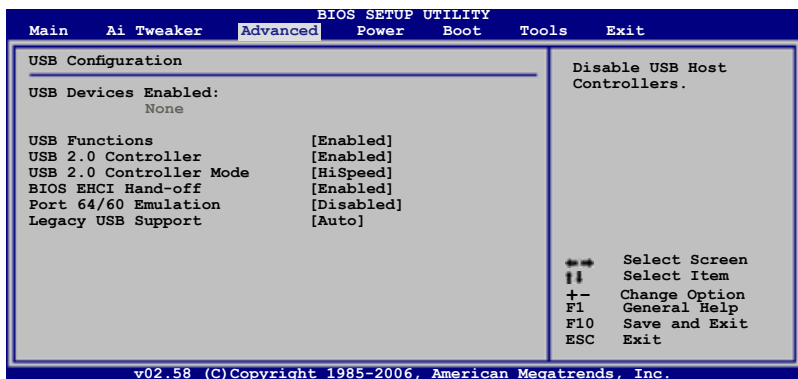 BIOS SETUP UTILITY
Main Ai Tweaker Advanced Power Boot Tools Exit
USB Configuration
USB Devices Enabled:
None
USB Functions [Enabled]
USB 2.0 Controller [Enabled]
USB 2.0 Controller Mode [HiSpeed]
BIOS EHCI Hand-off [Enabled]
Port 64/60 Emulation [Disabled]
Legacy USB Support [Auto]
Disable USB Host
Controllers.
←→ Select Screen
↑↓ Select Item
+- Change Option
F1 General Help
F10 Save and Exit
ESC Exit
v02.58 (C)Copyright 1985-2006, American Megatrends, Inc.